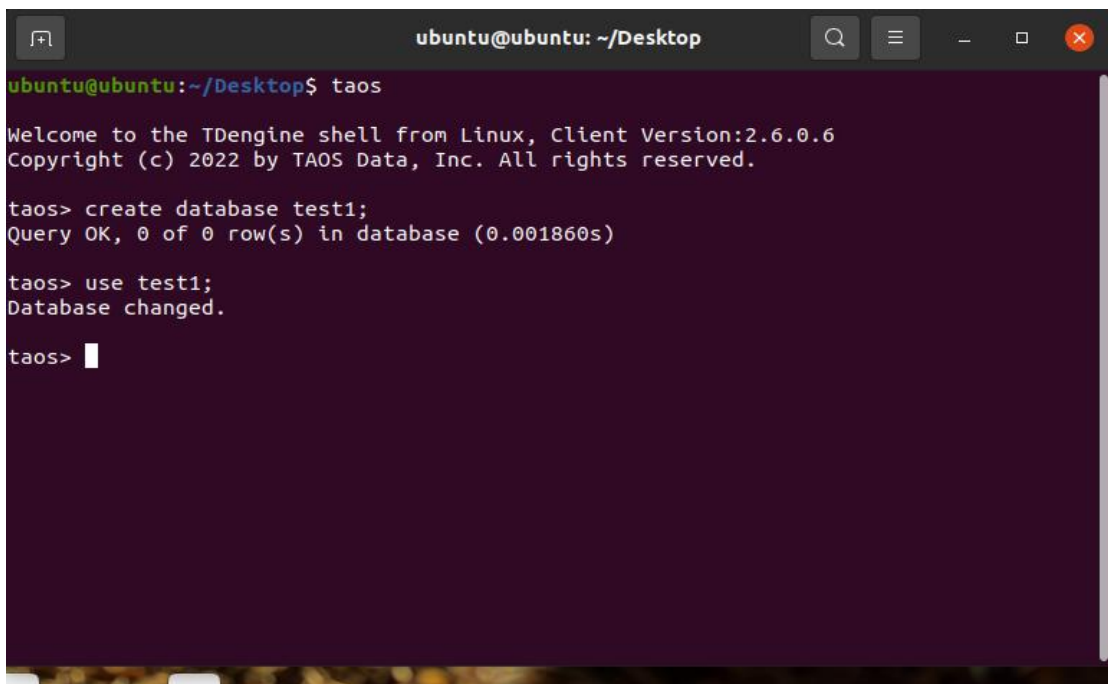 ubuntu@ubuntu: ~/Desktop
ubuntu@ubuntu:~/Desktop$ taos
Welcome to the TDengine shell from Linux, Client Version:2.6.0.6
Copyright (c) 2022 by TAOS Data, Inc. All rights reserved.
taos> create database test1;
Query OK, 0 of 0 row(s) in database (0.001860s)
taos> use test1;
Database changed.
taos>